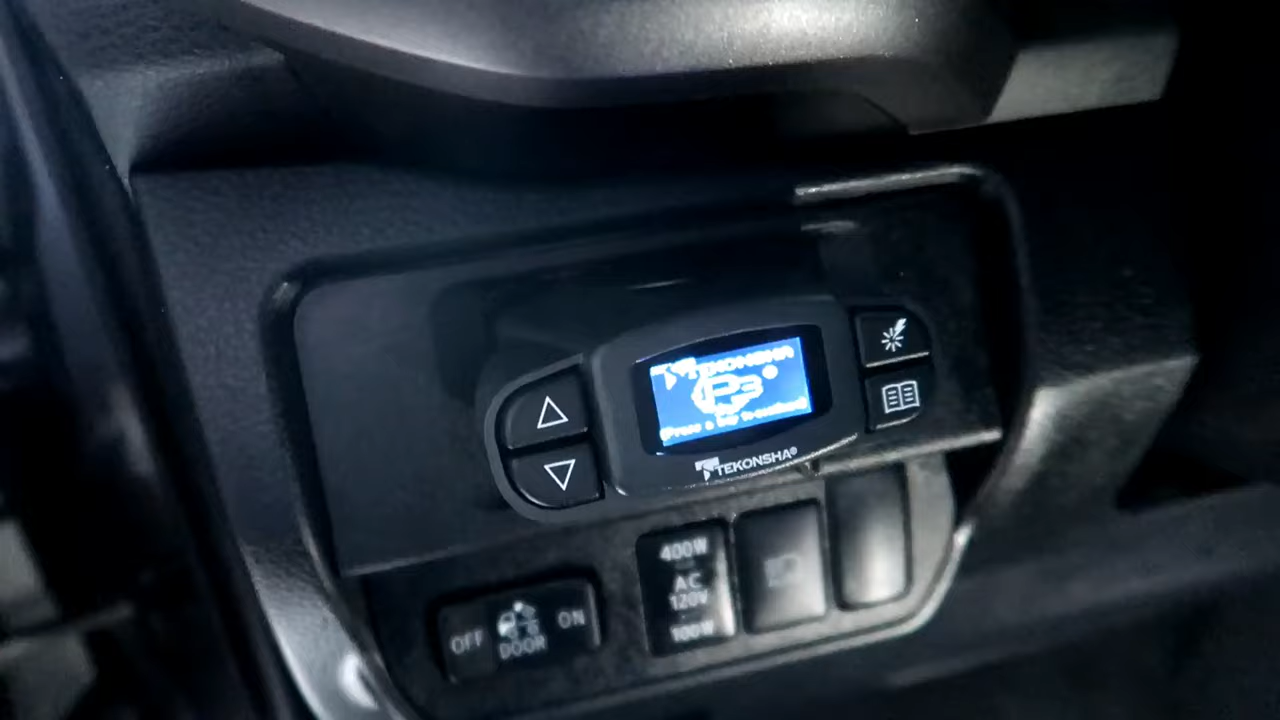 TEKONSHA
P3®
(Press a key to continue)
TEKONSHA®
400W
AC
120V
100W
OFF
DOOR
ON